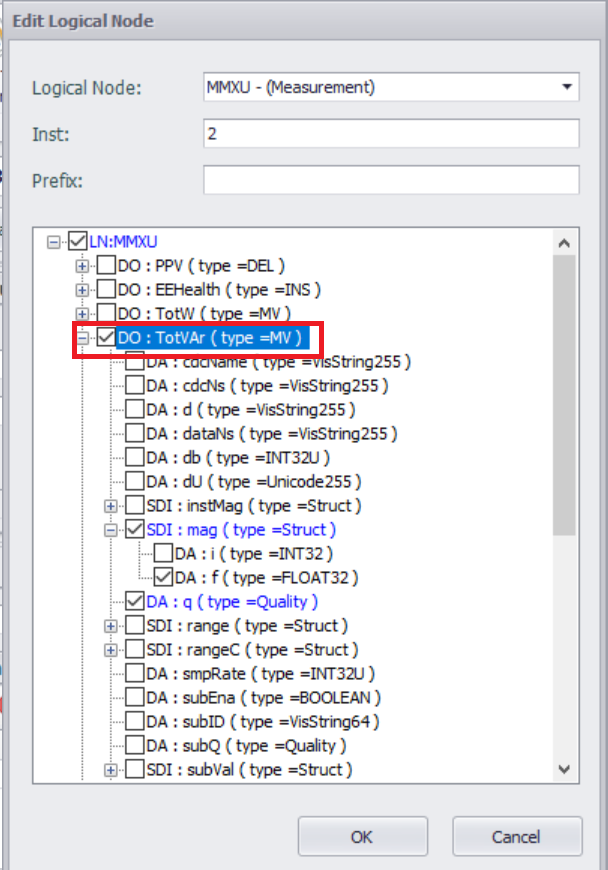 Edit Logical Node
Logical Node:
MMXU - (Measurement)
Inst:
2
Prefix:
LN:MMXU
DO : PPV ( type =DEL )
DO : EEHealth ( type =INS )
DO : TotW ( type =MV )
DO : TotVAr ( type =MV )
DA : cdcName ( type =VisString255 )
DA : cdcNs ( type =VisString255 )
DA : d ( type =VisString255 )
DA : dataNs ( type =VisString255 )
DA : db ( type =INT32U )
DA : dU ( type =Unicode255 )
SDI : instMag ( type =Struct )
SDI : mag ( type =Struct )
DA : i ( type =INT32 )
DA : f ( type =FLOAT32 )
DA : q ( type =Quality )
SDI : range ( type =Struct )
SDI : rangeC ( type =Struct )
DA : smpRate ( type =INT32U )
DA : subEna ( type =BOOLEAN )
DA : subID ( type =VisString64 )
DA : subQ ( type =Quality )
SDI : subVal ( type =Struct )
OK
Cancel